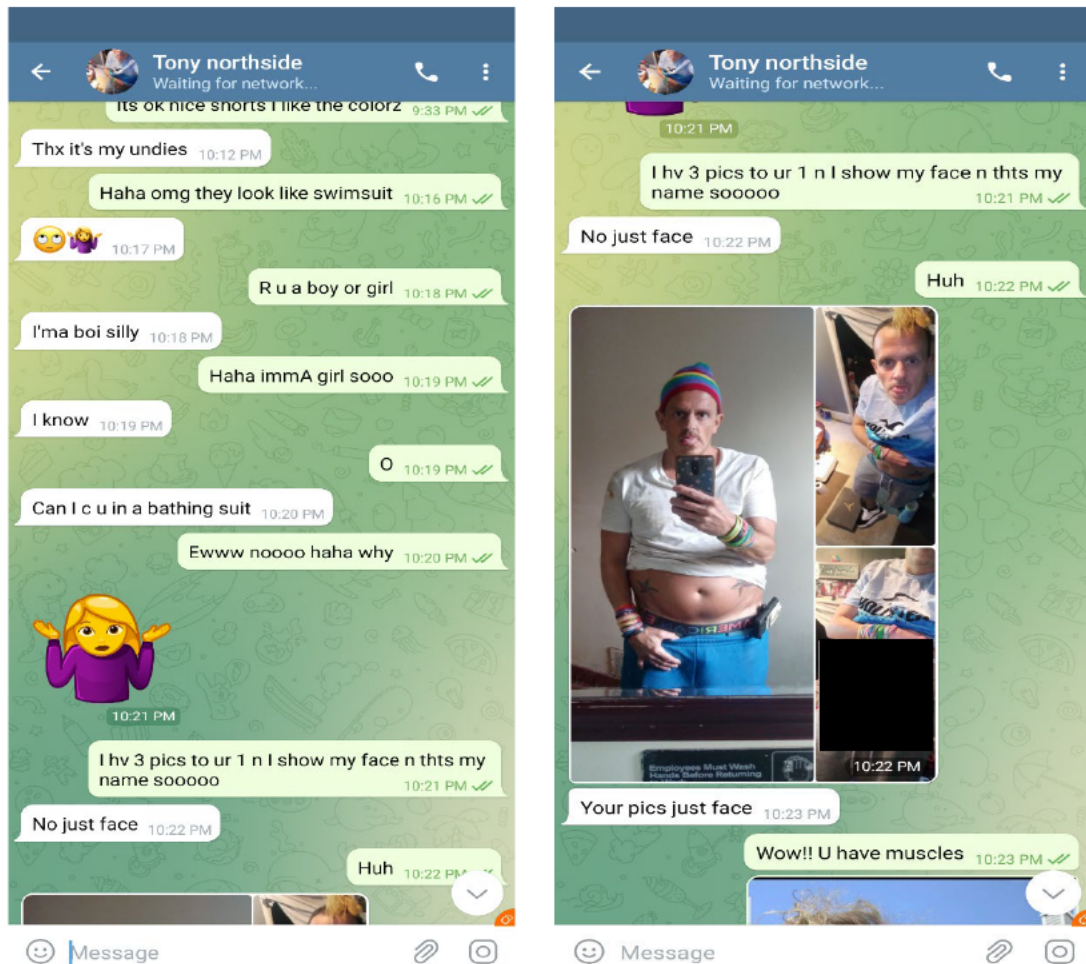 Tony northside
Waiting for network...
Its ok nice shorts I like the colorz 9:33 PM
Thx it's my undies 10:12 PM
Haha omg they look like swimsuit 10:16 PM
10:17 PM
R u a boy or girl 10:18 PM
I'ma boi silly 10:18 PM
Haha immA girl sooo 10:19 PM
I know 10:19 PM
O 10:19 PM
Can I c u in a bathing suit 10:20 PM
Ewww noooo haha why 10:20 PM
10:21 PM
I hv 3 pics to ur 1 n I show my face n thts my
name sooooo 10:21 PM
No just face 10:22 PM
Huh 10:22 PM
Message
Tony northside
Waiting for network...
10:21 PM
I hv 3 pics to ur 1 n I show my face n thts my
name sooooo 10:21 PM
No just face 10:22 PM
Huh 10:22 PM
Employees Must Wash
Hands Before Returning
10:22 PM
Your pics just face 10:23 PM
Wow!! U have muscles 10:23 PM
Message